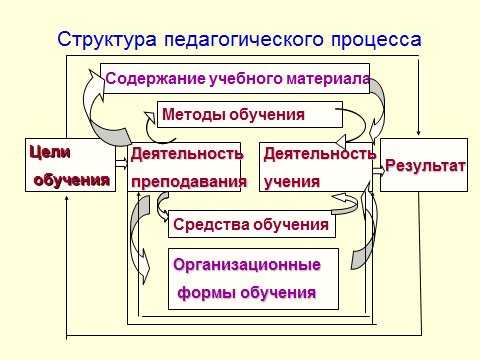 Структура педагогического процесса
Содержание учебного материала
Методы обучения
Цели
обучения
Деятельность
преподавания
Деятельность
учения
Результат
Средства обучения
Организационные
формы обучения